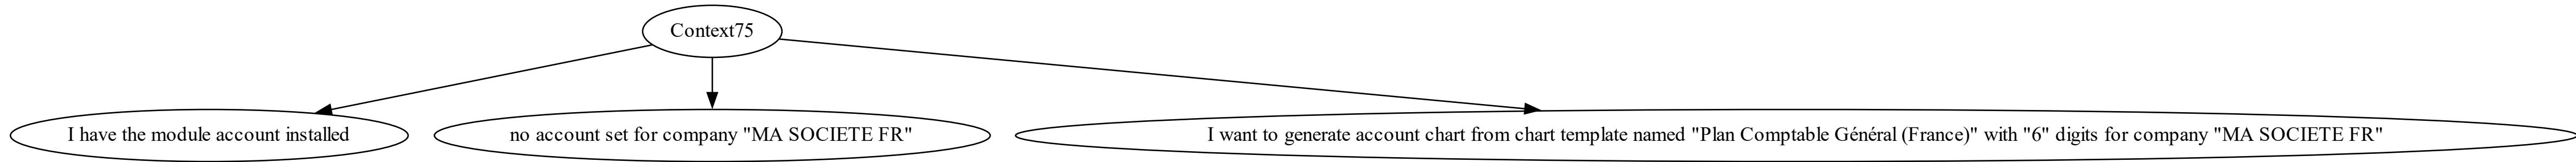 Context75
I have the module account installed
no account set for company "MA SOCIETE FR"
I want to generate account chart from chart template named "Plan Comptable Général (France)" with "6" digits for company "MA SOCIETE FR"